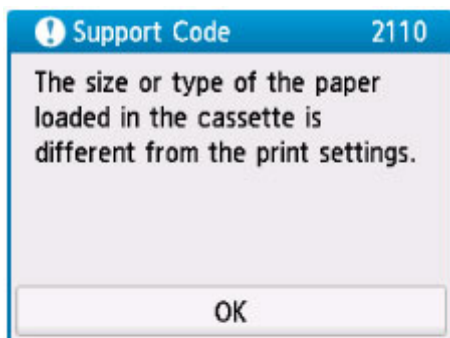 Support Code 2110
The size or type of the paper
loaded in the cassette is
different from the print settings.
OK